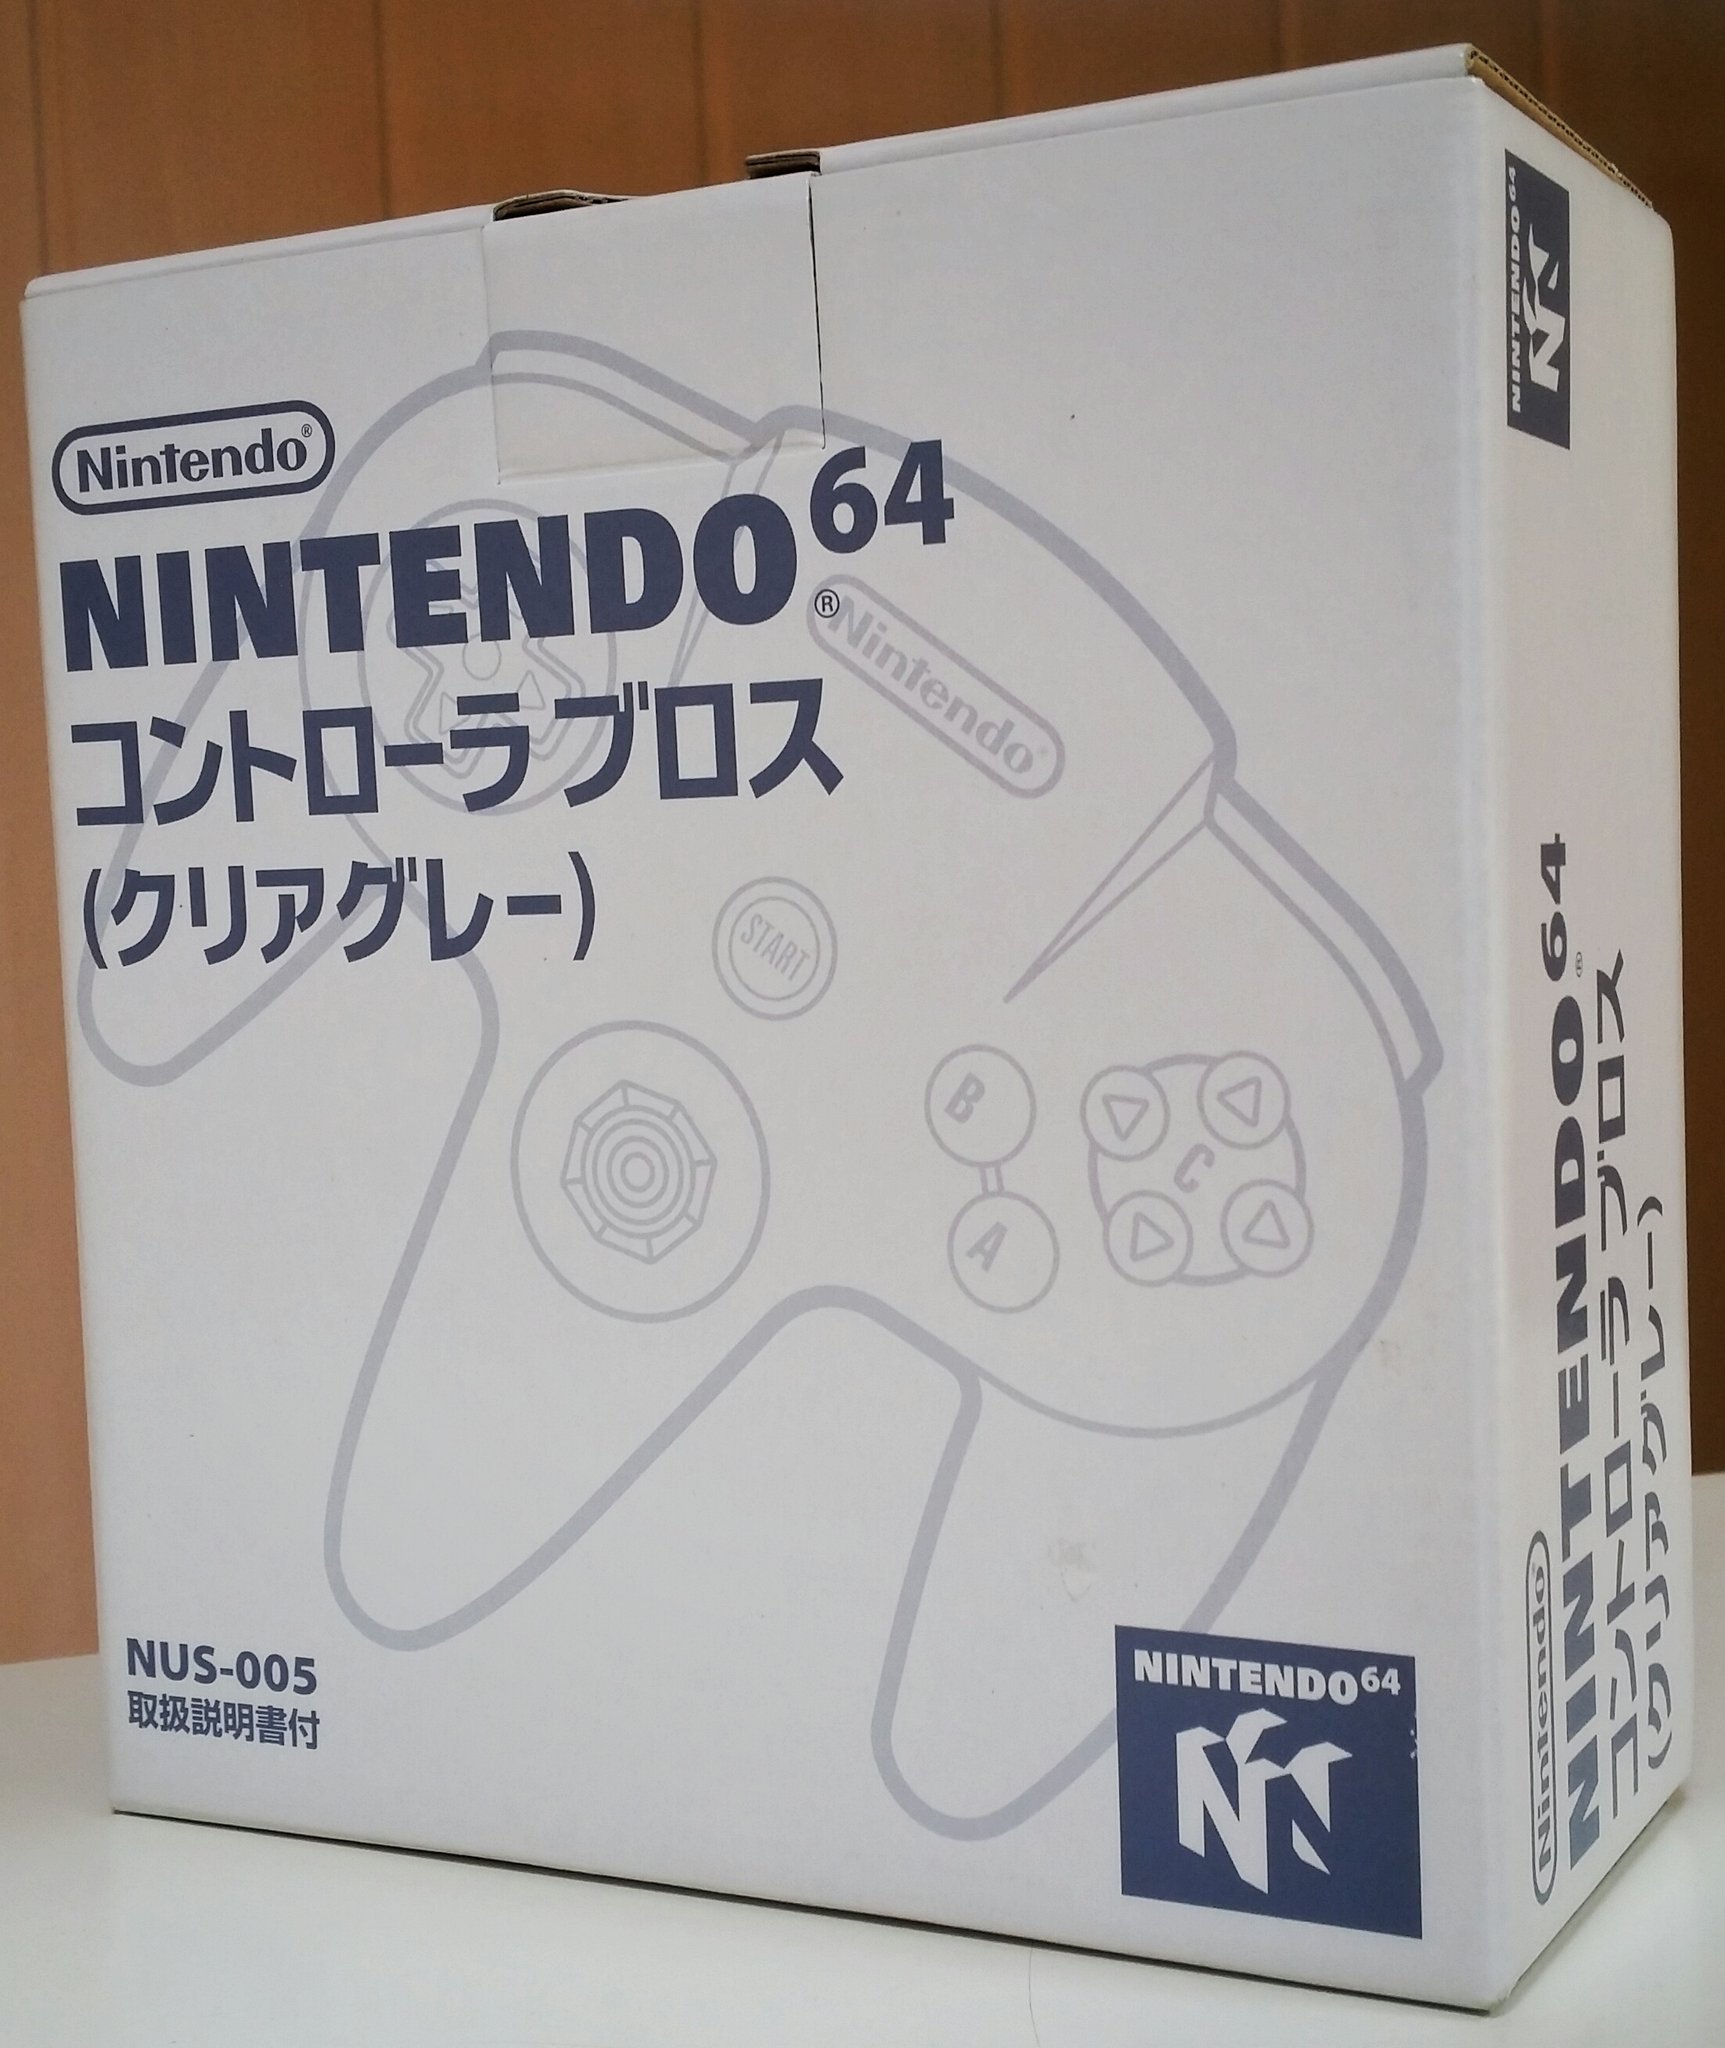 Nintendo®
NINTENDO64®
コントローラブロス
(クリアグレー)
Nintendo
START
B
A
C
NUS-005
取扱説明書付
NINTENDO64
NINTENDO64
Nintendo
NINTENDO64®
コントローラブロス
(クリアグレー)